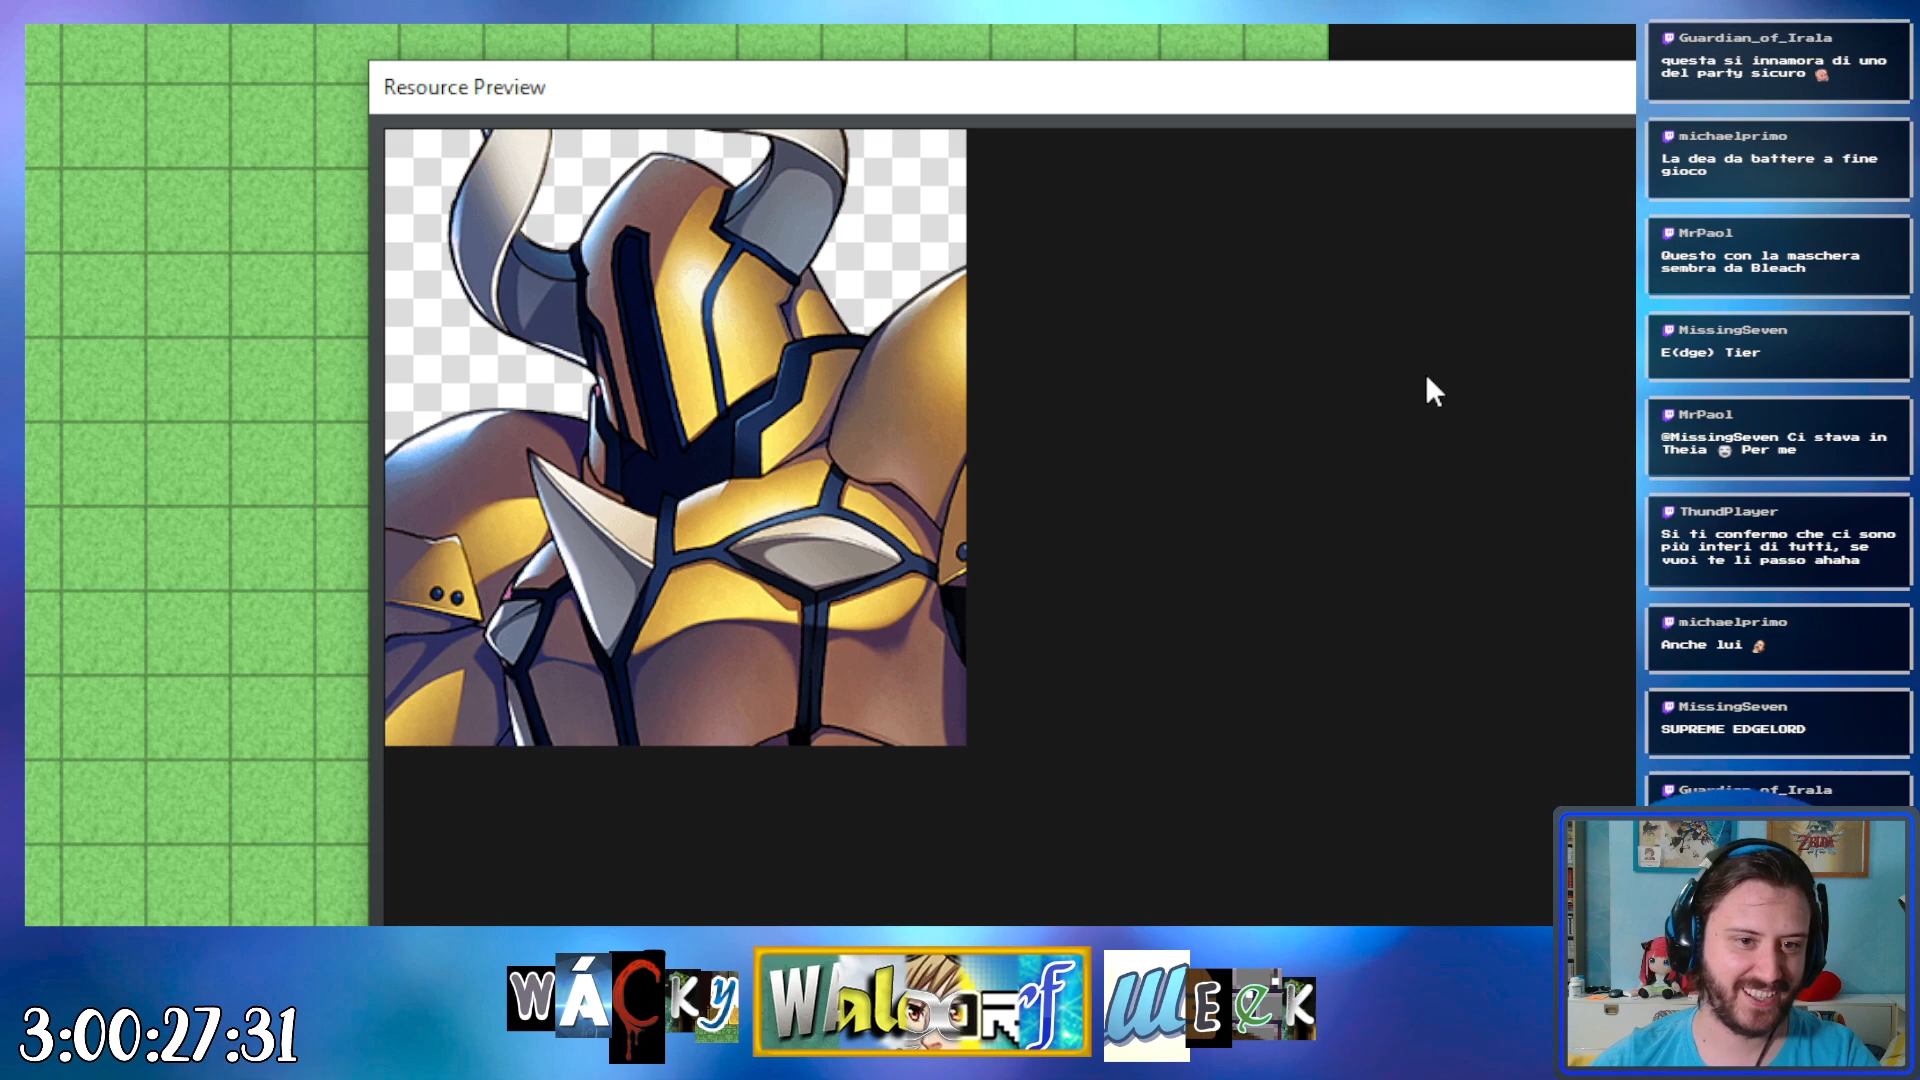 Resource Preview
Guardian_of_Irala
questa si innamora di uno
del party sicuro
michaelprimo
La dea da battere a fine
gioco
MrPaol
Questo con la maschera
sembra da Bleach
MissingSeven
E(dge) Tier
MrPaol
@MissingSeven Ci stava in
Theia Per me
ThundPlayer
Si ti confermo che ci sono
più interi di tutti, se
vuoi te li passo ahaha
michaelprimo
Anche lui
MissingSeven
SUPREME EDGELORD
Guardian_of_Irala
ZELDA
WÁCKy Waldorf WEEK
3:00:27:31